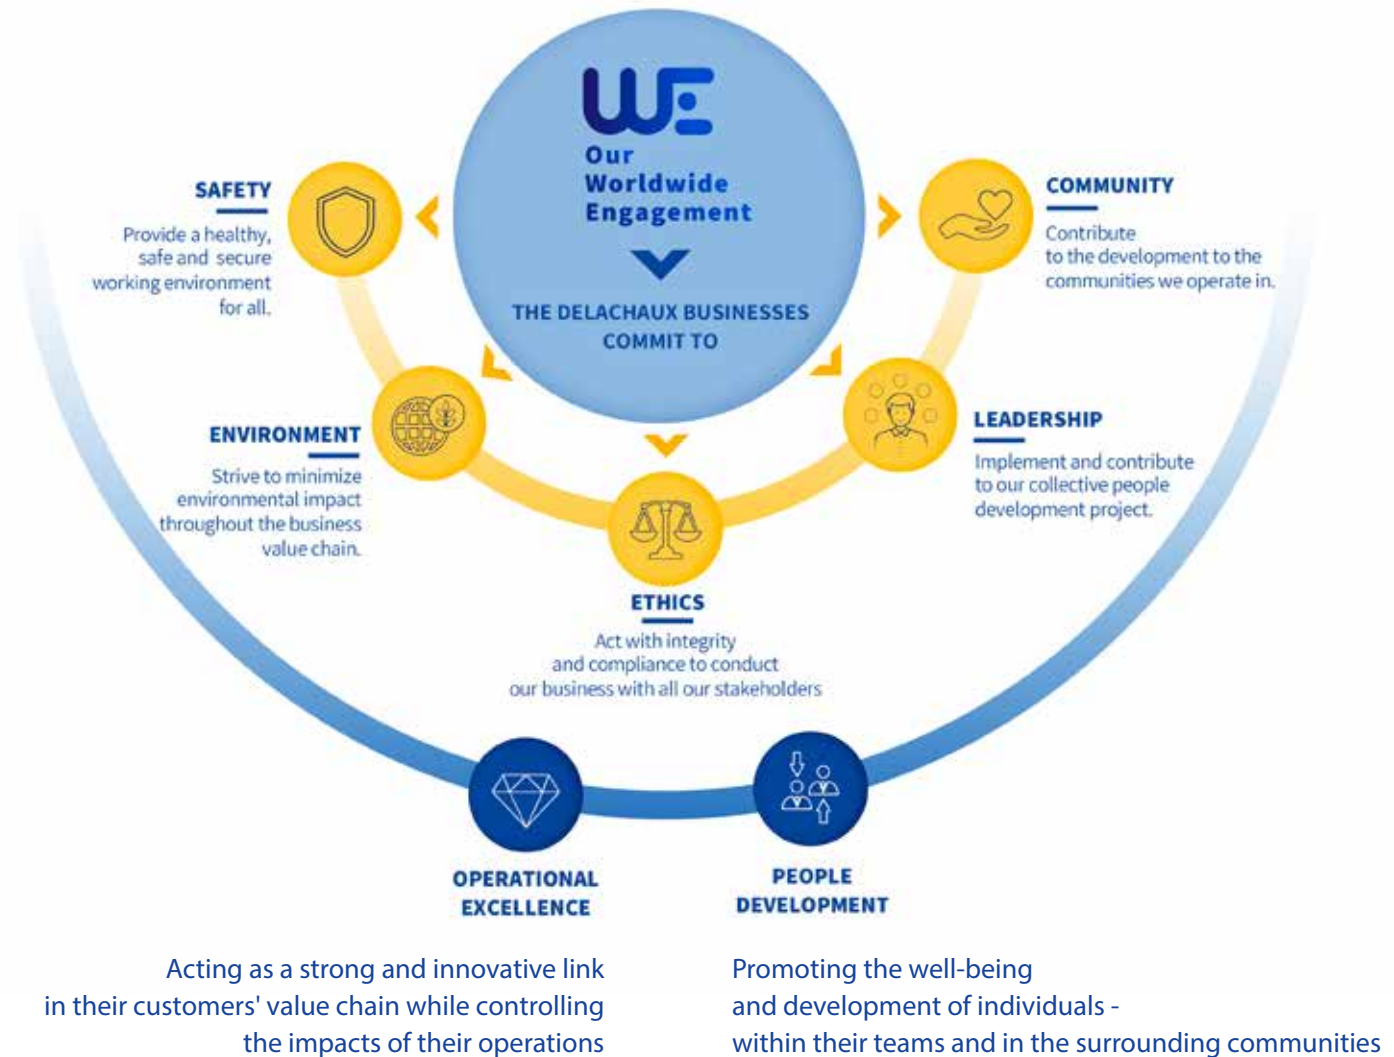 WE
Our
Worldwide
Engagement
THE DELACHAUX BUSINESSES
COMMIT TO
SAFETY
Provide a healthy,
safe and secure
working environment
for all.
ENVIRONMENT
Strive to minimize
environmental impact
throughout the business
value chain.
ETHICS
Act with integrity
and compliance to conduct
our business with all our stakeholders
LEADERSHIP
Implement and contribute
to our collective people
development project.
COMMUNITY
Contribute
to the development to the
communities we operate in.
OPERATIONAL
EXCELLENCE
Acting as a strong and innovative link
in their customers' value chain while controlling
the impacts of their operations
PEOPLE
DEVELOPMENT
Promoting the well-being
and development of individuals -
within their teams and in the surrounding communities